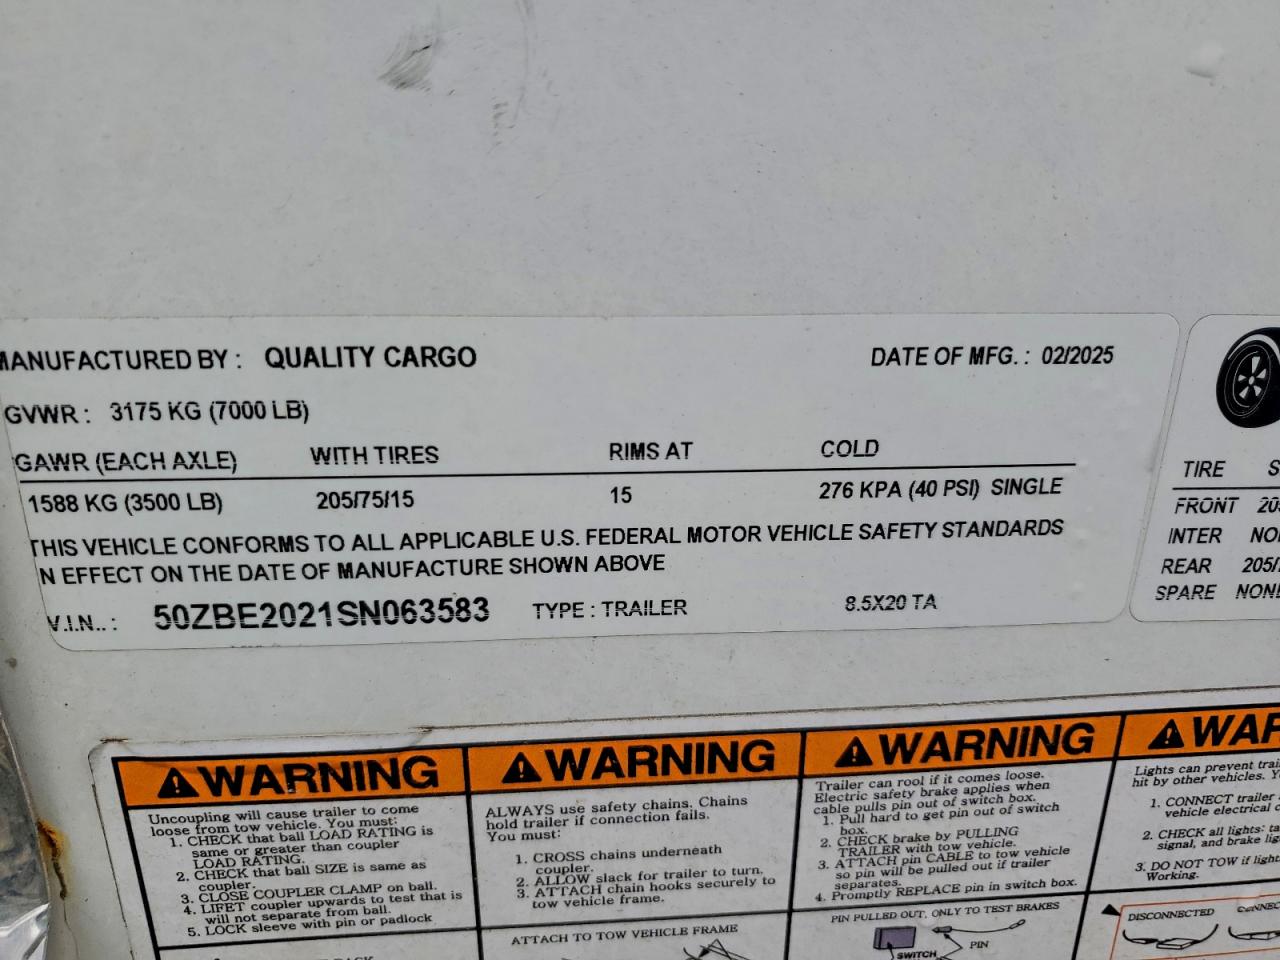 MANUFACTURED BY : QUALITY CARGO DATE OF MFG. : 02/2025
GVWR : 3175 KG (7000 LB)
GAWR (EACH AXLE) WITH TIRES RIMS AT COLD
1588 KG (3500 LB) 205/75/15 15 276 KPA (40 PSI) SINGLE
THIS VEHICLE CONFORMS TO ALL APPLICABLE U.S. FEDERAL MOTOR VEHICLE SAFETY STANDARDS
N EFFECT ON THE DATE OF MANUFACTURE SHOWN ABOVE
V.I.N.. : 50ZBE2021SN063583 TYPE : TRAILER 8.5X20 TA
TIRE
FRONT
INTER
REAR 205/
SPARE
WARNING
Uncoupling will cause trailer to come
loose from tow vehicle. You must:
1. CHECK that ball LOAD RATING is
same or greater than coupler
LOAD RATING.
2. CHECK that ball SIZE is same as
coupler.
3. CLOSE COUPLER CLAMP on ball.
4. LIFET coupler upwards to test that is
will not separate from ball.
5. LOCK sleeve with pin or padlock
WARNING
ALWAYS use safety chains. Chains
hold trailer if connection fails.
You must:
1. CROSS chains underneath
coupler.
2. ALLOW slack for trailer to turn.
3. ATTACH chain hooks securely to
tow vehicle frame.
ATTACH TO TOW VEHICLE FRAME
WARNING
Trailer can rool if it comes loose.
Electric safety brake applies when
cable pulls pin out of switch box.
1. Pull hard to get pin out of switch
box.
2. CHECK brake by PULLING
TRAILER with tow vehicle.
3. ATTACH pin CABLE to tow vehicle
so pin will be pulled out if trailer
separates.
4. Promptly REPLACE pin in switch box.
PIN PULLED OUT, ONLY TO TEST BRAKES
PIN
SWITCH
WAR
Lights can prevent trai
hit by other vehicles. Y
1. CONNECT trailer
vehicle electrical c
2. CHECK all lights: ta
signal, and brake lig
3. DO NOT TOW if light
Working.
DISCONNECTED CONNEC